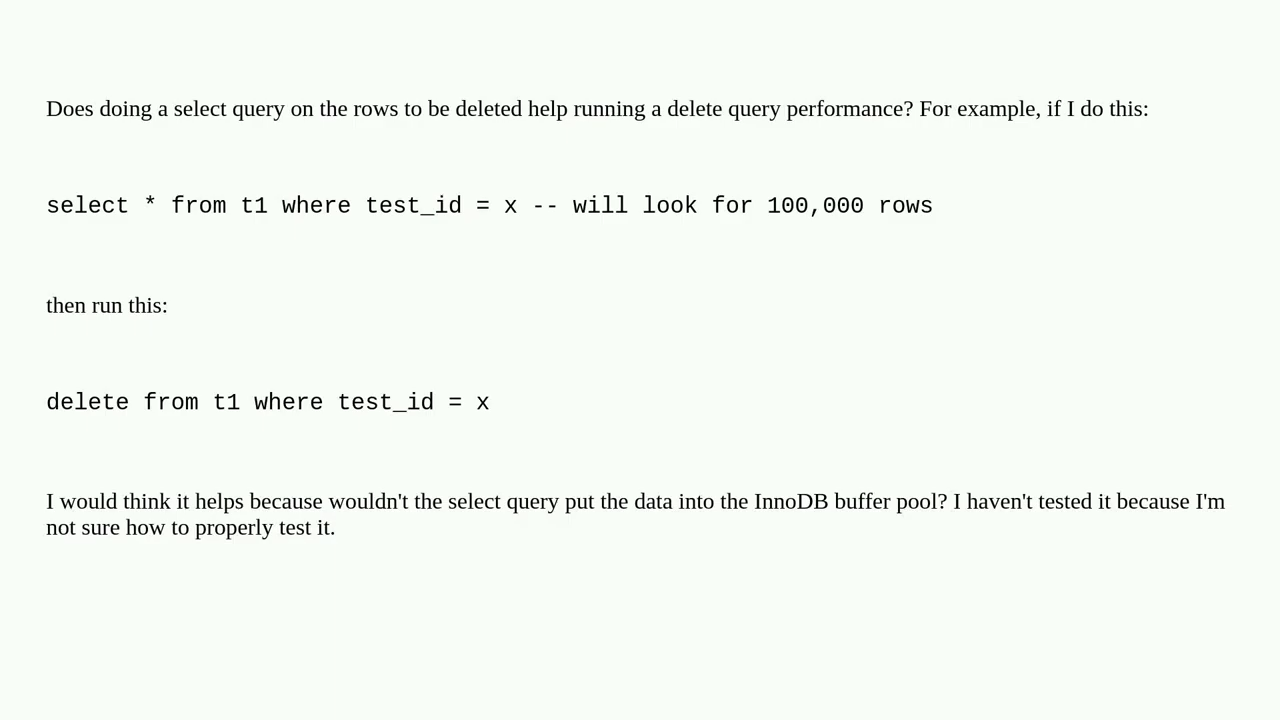 Does doing a select query on the rows to be deleted help running a delete query performance? For example, if I do this:
select * from t1 where test_id = x -- will look for 100,000 rows
then run this:
delete from t1 where test_id = x
I would think it helps because wouldn't the select query put the data into the InnoDB buffer pool? I haven't tested it because I'm
not sure how to properly test it.